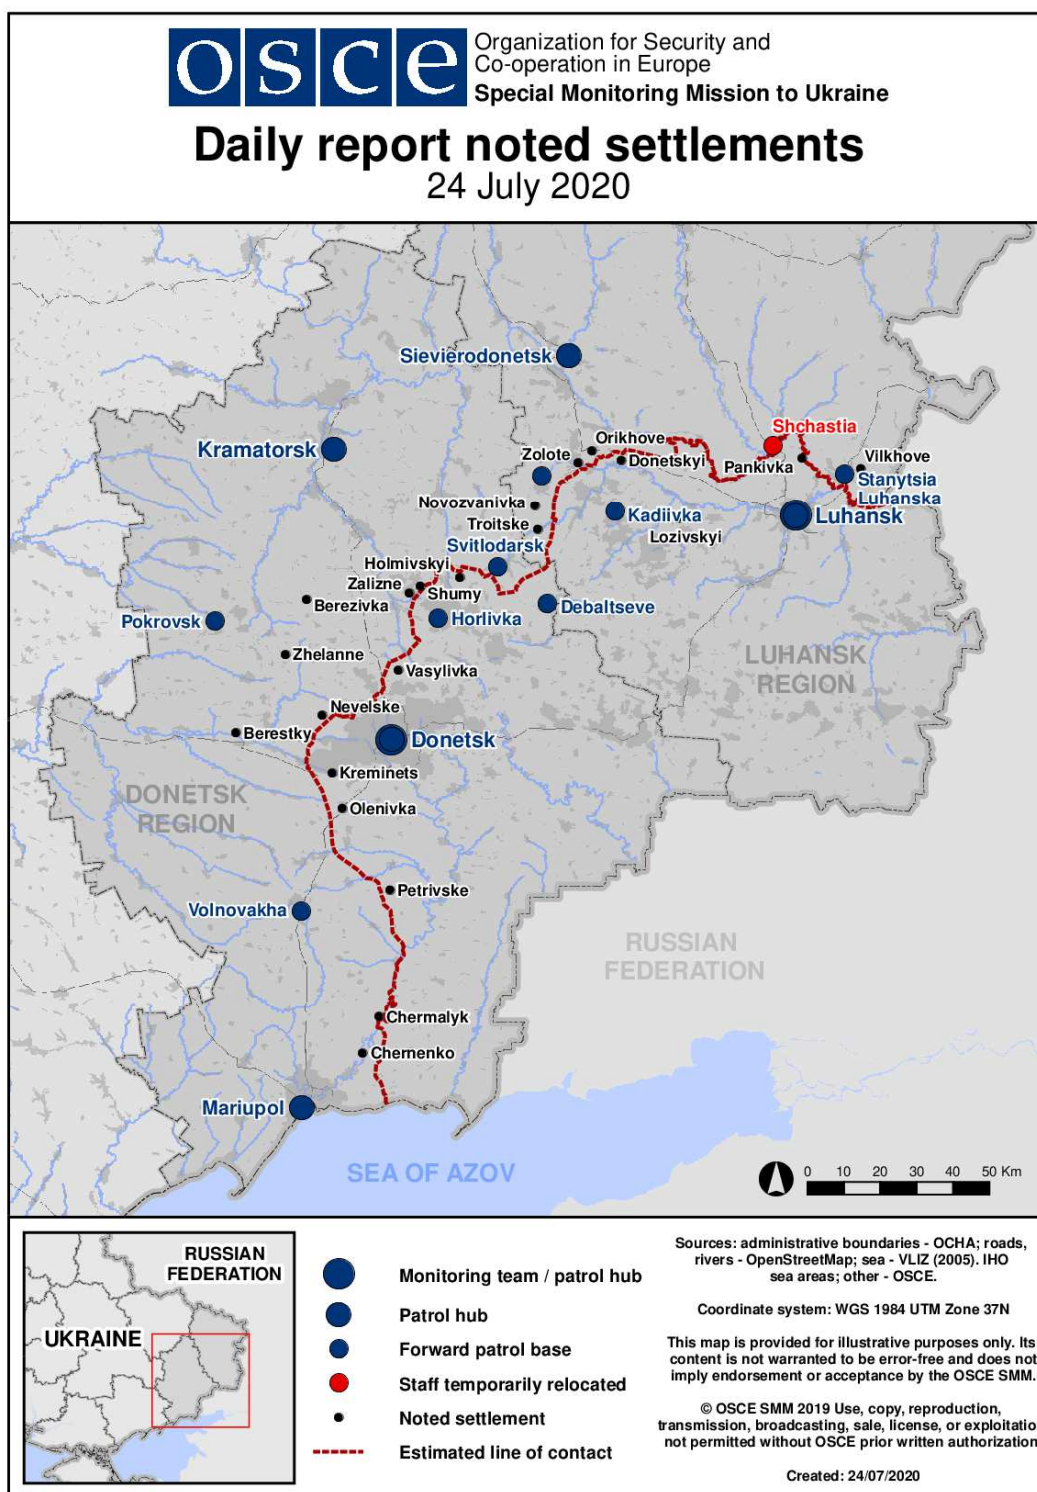 OSCE
Organization for Security and
Co-operation in Europe
Special Monitoring Mission to Ukraine
Daily report noted settlements
24 July 2020
Sievierodonetsk
Kramatorsk
Shchastia
Orikhove
Zolote
Donetskyi
Pankivka
Vilkhove
Stanytsia
Luhanska
Novozvanivka
Kadiivka
Luhansk
Troitske
Lozivskyi
Svitlodarsk
Holmivskyi
Zalizne
Shumy
Berezivka
Debaltseve
Pokrovsk
Horlivka
Zhelanne
Vasylivka
LUHANSK
REGION
Nevelske
Berestky
Donetsk
Kreminets
DONETSK
REGION
Olenivka
Petrivske
Volnovakha
RUSSIAN
FEDERATION
Chermalyk
Chernenko
Mariupol
SEA OF AZOV
0 10 20 30 40 50 Km
RUSSIAN
FEDERATION
UKRAINE
Monitoring team / patrol hub
Patrol hub
Forward patrol base
Staff temporarily relocated
Noted settlement
Estimated line of contact
Sources: administrative boundaries - OCHA; roads,
rivers - OpenStreetMap; sea - VLIZ (2005). IHO
sea areas; other - OSCE.
Coordinate system: WGS 1984 UTM Zone 37N
This map is provided for illustrative purposes only. Its
content is not warranted to be error-free and does not
imply endorsement or acceptance by the OSCE SMM.
© OSCE SMM 2019 Use, copy, reproduction,
transmission, broadcasting, sale, license, or exploitatio
not permitted without OSCE prior written authorization
Created: 24/07/2020